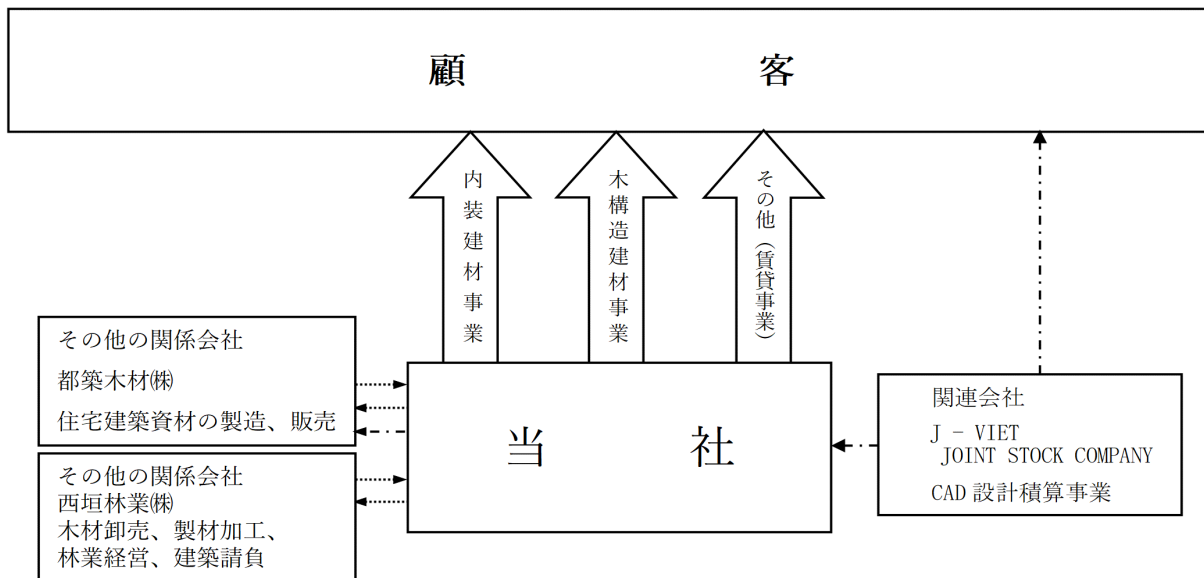 顧 客
内装建材事業
木構造建材事業
その他（賃貸事業）
その他の関係会社
都築木材㈱
住宅建築資材の製造、販売
その他の関係会社
西垣林業㈱
木材卸売、製材加工、
林業経営、建築請負
当 社
関連会社
J － VIET
JOINT STOCK COMPANY
CAD 設計積算事業